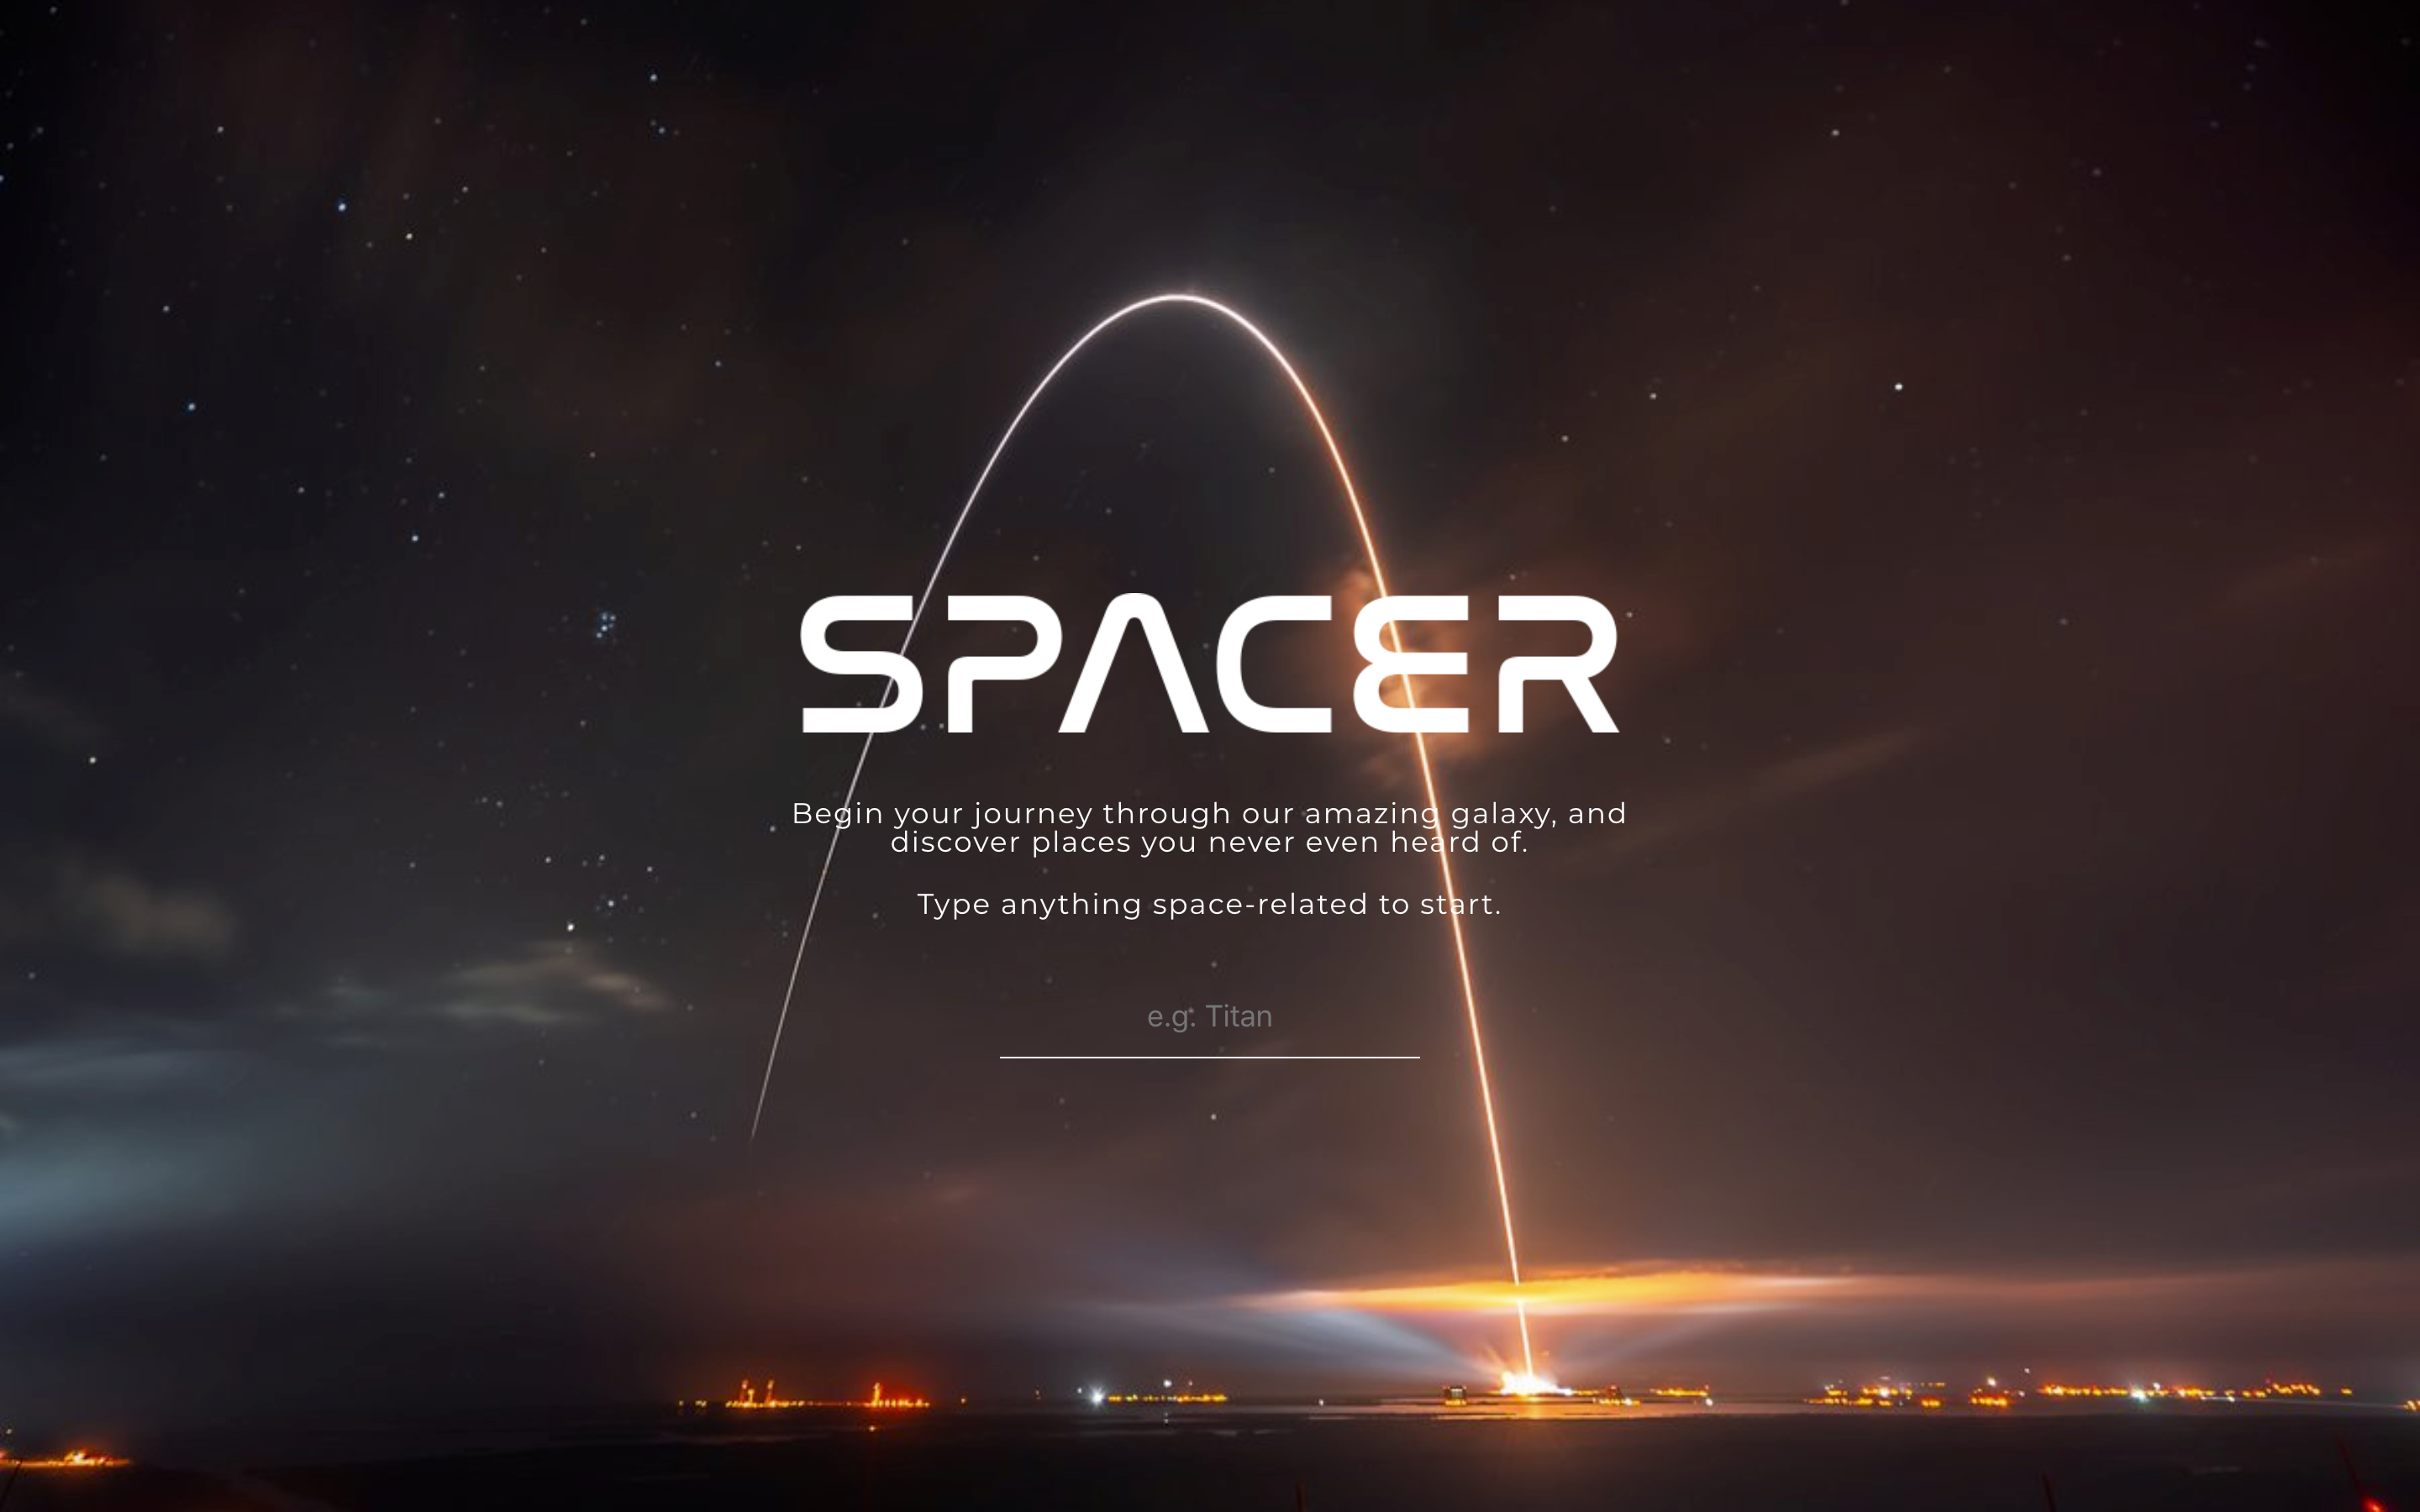 SPACER
Begin your journey through our amazing galaxy, and
discover places you never even heard of.
Type anything space-related to start.
e.g: Titan